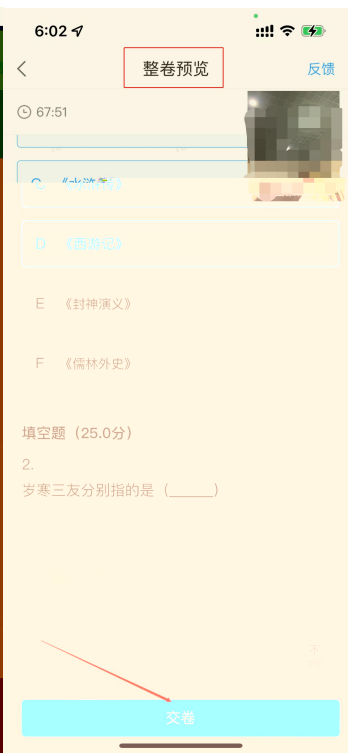 6:02
整卷预览
反馈
67:51
C 《水浒传》
D 《西游记》
E 《封神演义》
F 《儒林外史》
填空题（25.0分）
2.
岁寒三友分别指的是（______）
交卷